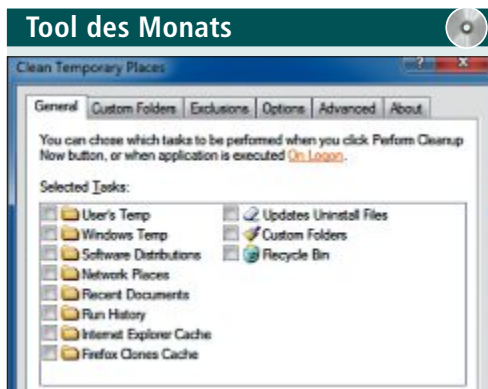 Tool des Monats
Clean Temporary Places
General Custom Folders Exclusions Options Advanced About
You can chose which tasks to be performed when you click Perform Cleanup
Now button, or when application is executed On Logon.
Selected Tasks:
User's Temp
Windows Temp
Software Distributions
Network Places
Recent Documents
Run History
Internet Explorer Cache
Firefox Clones Cache
Updates Uninstall Files
Custom Folders
Recycle Bin